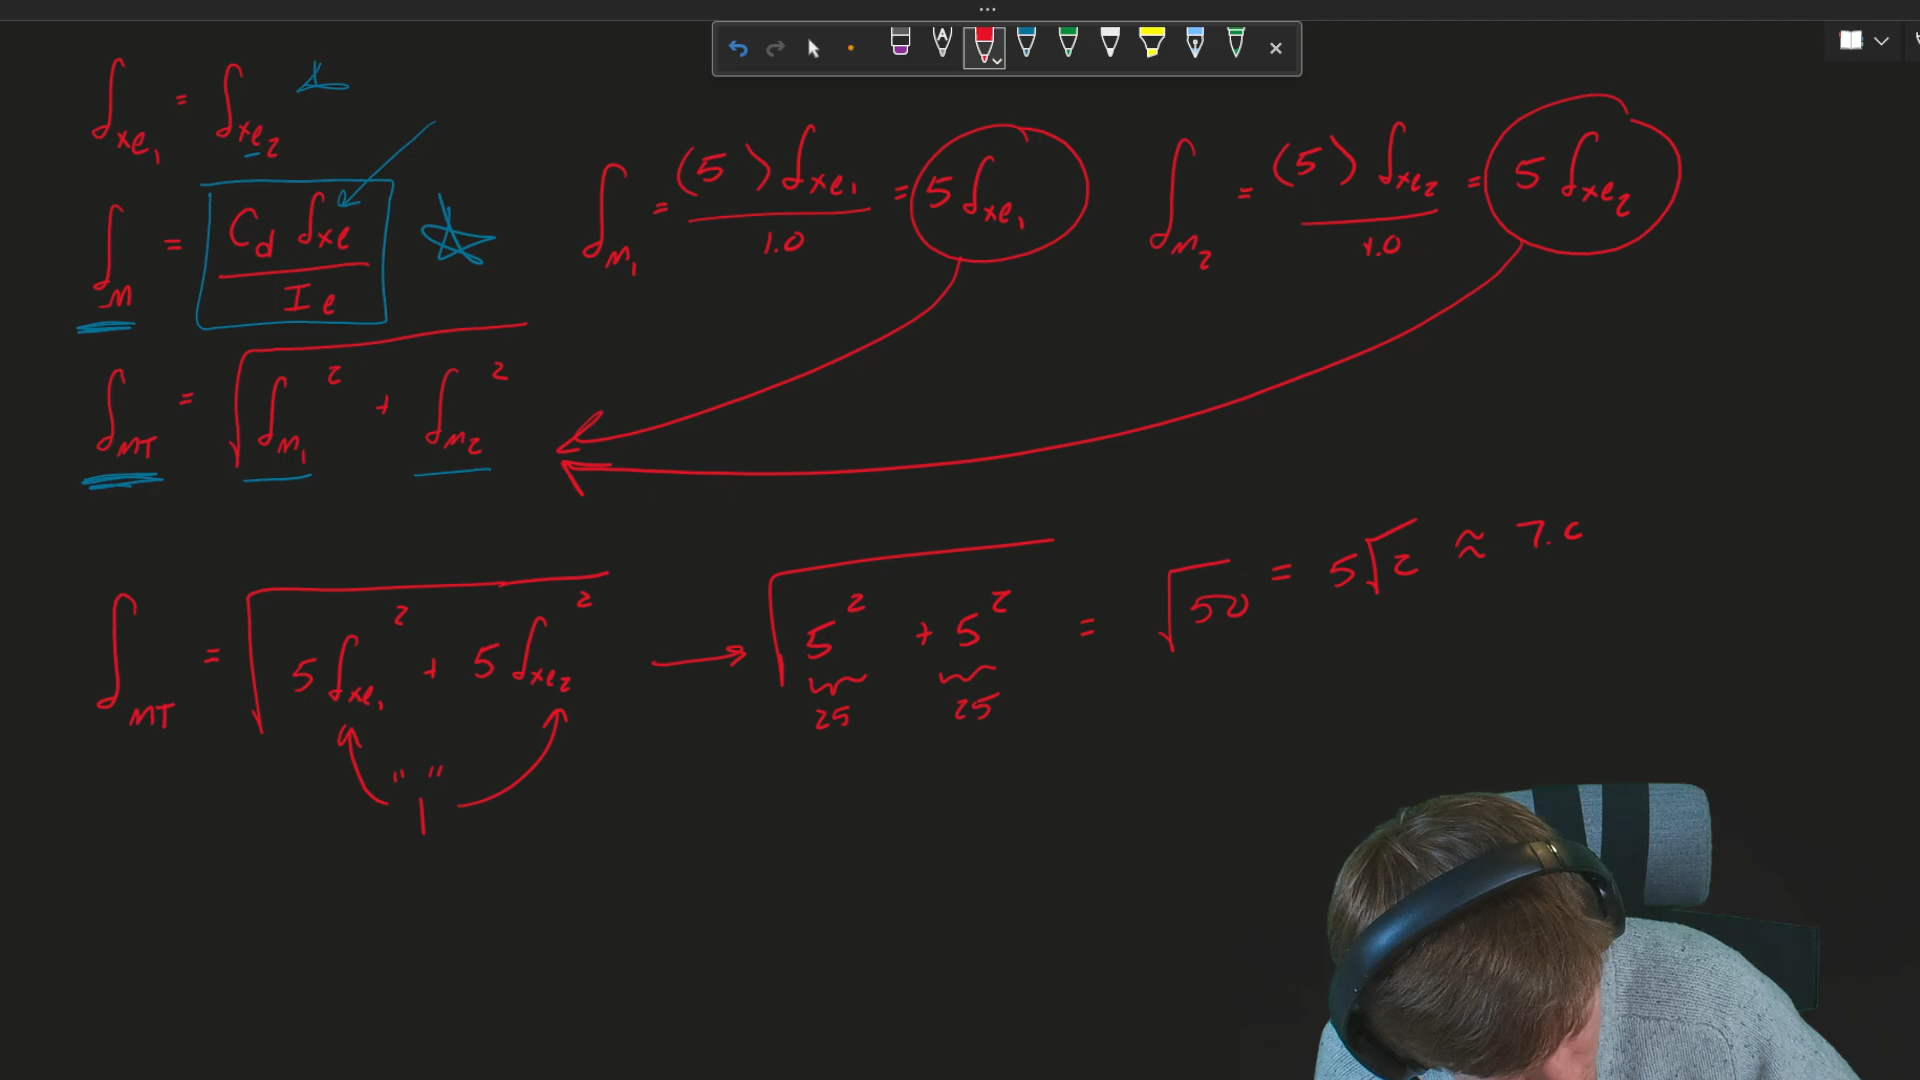 δxe₁ = δxe₂
δM = Cd δxe / Ie
δM₁ = (5) δxe₁ / 1.0 = 5 δxe₁
δM₂ = (5) δxe₂ / 1.0 = 5 δxe₂
δMT = √ δM₁² + δM₂²
δMT = √ 5 δxe₁² + 5 δxe₂² → √ 5² + 5² = √50 = 5√2 ≈ 7.0
25 25
"1"